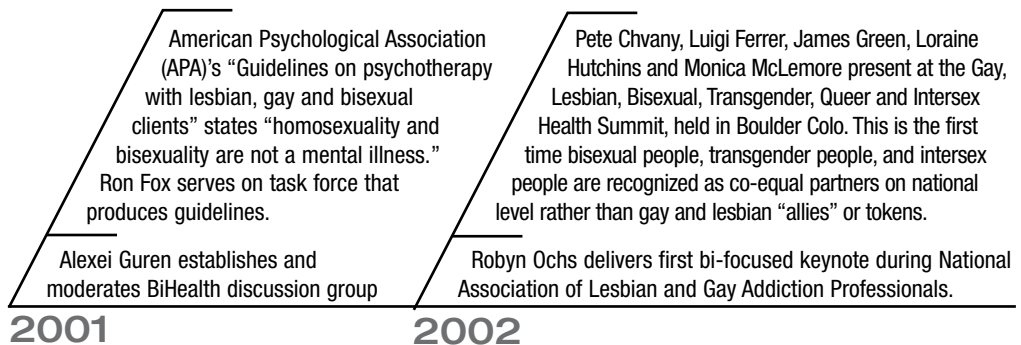 American Psychological Association
(APA)'s “Guidelines on psychotherapy
with lesbian, gay and bisexual
clients” states “homosexuality and
bisexuality are not a mental illness.”
Ron Fox serves on task force that
produces guidelines.
Alexei Guren establishes and
moderates BiHealth discussion group
2001
Pete Chvany, Luigi Ferrer, James Green, Loraine
Hutchins and Monica McLemore present at the Gay,
Lesbian, Bisexual, Transgender, Queer and Intersex
Health Summit, held in Boulder Colo. This is the first
time bisexual people, transgender people, and intersex
people are recognized as co-equal partners on national
level rather than gay and lesbian “allies” or tokens.
Robyn Ochs delivers first bi-focused keynote during National
Association of Lesbian and Gay Addiction Professionals.
2002